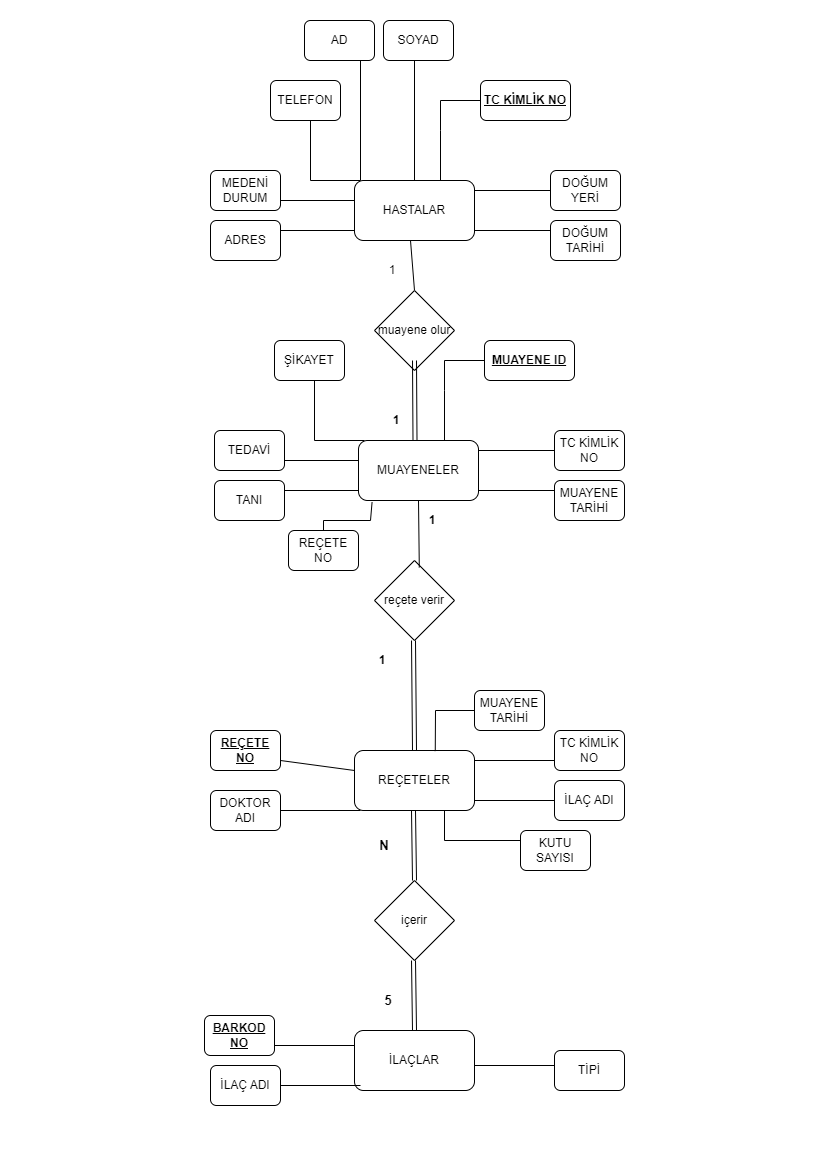 AD
SOYAD
TELEFON
TC KİMLİK NO
MEDENİ
DURUM
DOĞUM
YERİ
HASTALAR
ADRES
DOĞUM
TARİHİ
1
muayene olur
ŞİKAYET
MUAYENE ID
1
TEDAVİ
TC KİMLİK
NO
MUAYENELER
TANI
MUAYENE
TARİHİ
1
REÇETE
NO
reçete verir
1
MUAYENE
TARİHİ
REÇETE
NO
TC KİMLİK
NO
REÇETELER
DOKTOR
ADI
İLAÇ ADI
N
KUTU
SAYISI
içerir
5
BARKOD
NO
İLAÇLAR
TİPİ
İLAÇ ADI